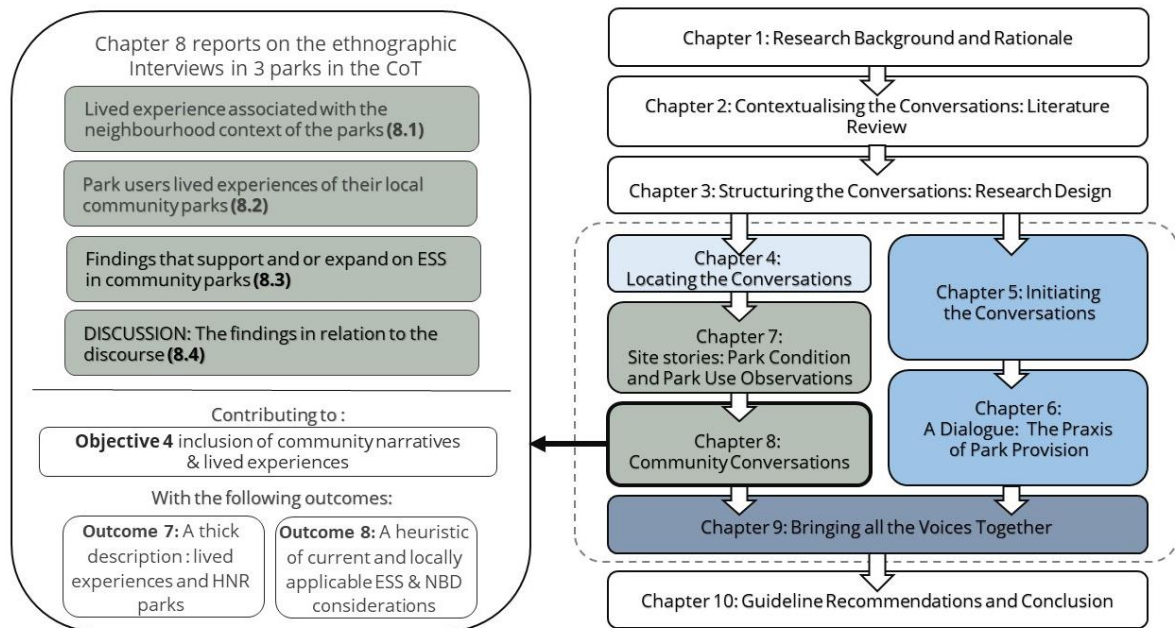 Chapter 8 reports on the ethnographic
Interviews in 3 parks in the CoT
Lived experience associated with the
neighbourhood context of the parks (8.1)
Park users lived experiences of their local
community parks (8.2)
Findings that support and or expand on ESS
in community parks (8.3)
DISCUSSION: The findings in relation to the
discourse (8.4)
Contributing to :
Objective 4 inclusion of community narratives
& lived experiences
With the following outcomes:
Outcome 7: A thick
description : lived
experiences and HNR
parks
Outcome 8: A heuristic
of current and locally
applicable ESS & NBD
considerations
Chapter 1: Research Background and Rationale
Chapter 2: Contextualising the Conversations: Literature
Review
Chapter 3: Structuring the Conversations: Research Design
Chapter 4:
Locating the Conversations
Chapter 7:
Site stories: Park Condition
and Park Use Observations
Chapter 8:
Community Conversations
Chapter 5: Initiating
the Conversations
Chapter 6:
A Dialogue: The Praxis
of Park Provision
Chapter 9: Bringing all the Voices Together
Chapter 10: Guideline Recommendations and Conclusion